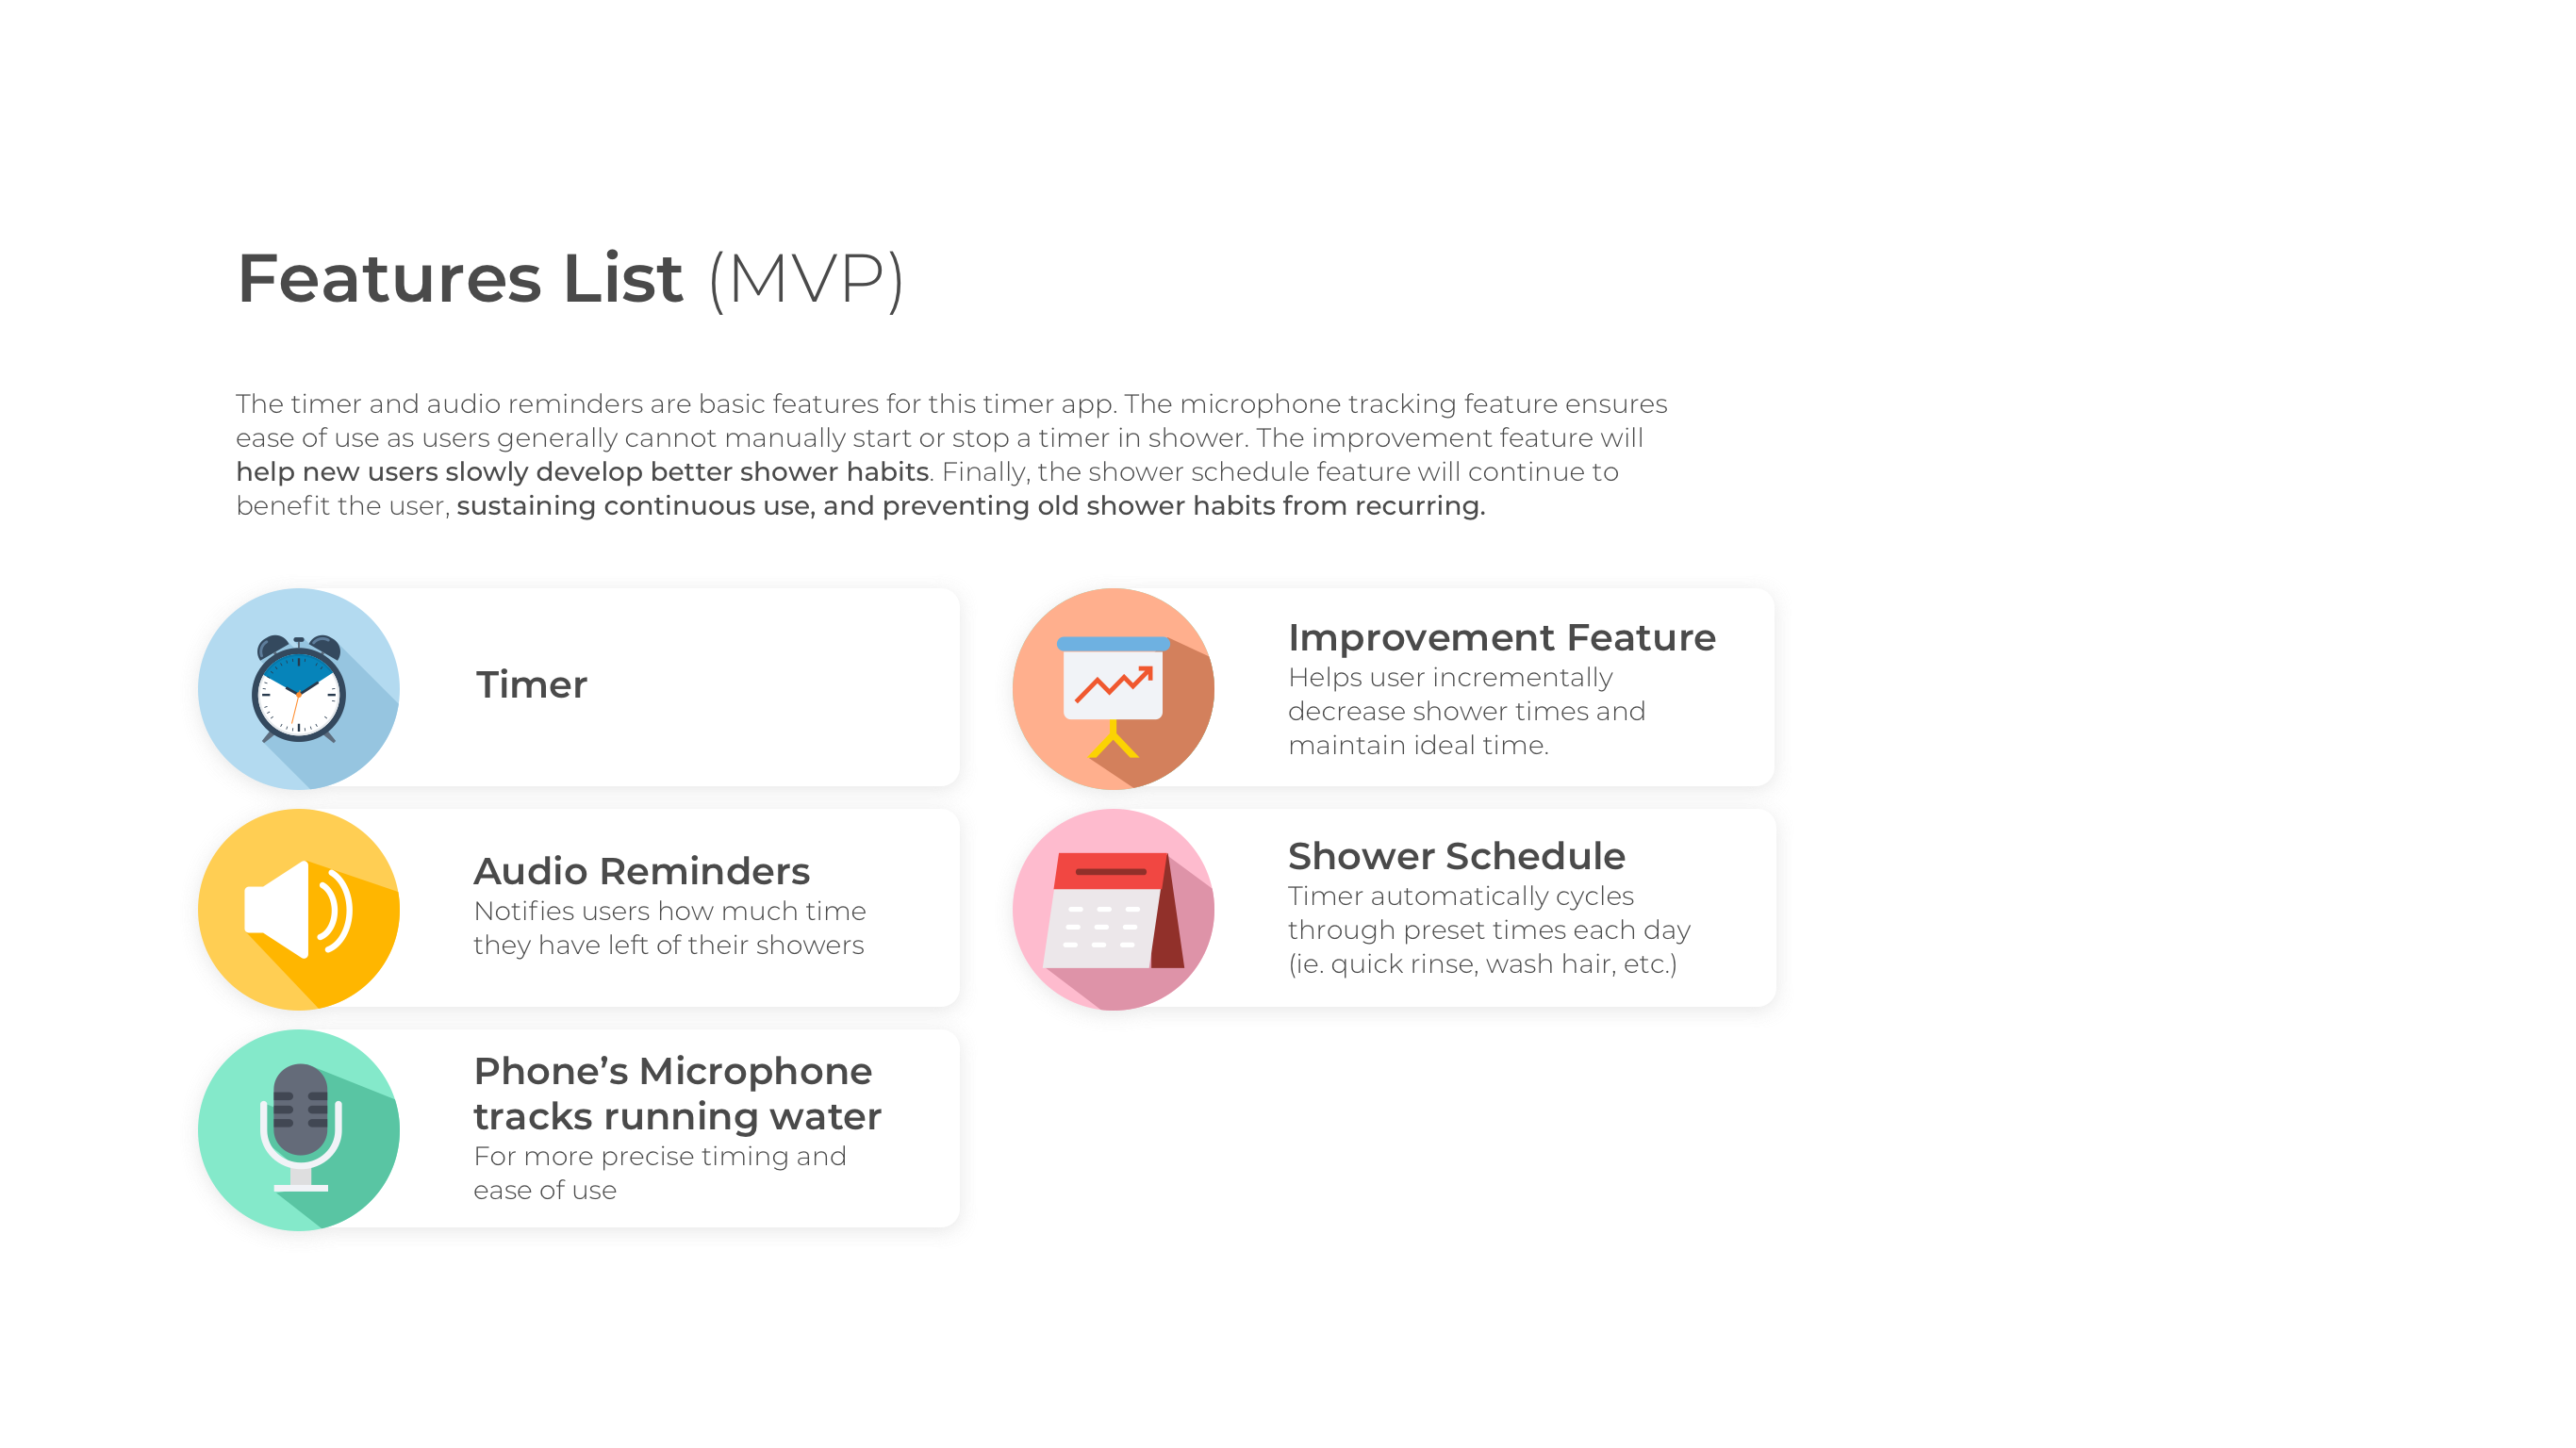 Features List (MVP)
The timer and audio reminders are basic features for this timer app. The microphone tracking feature ensures
ease of use as users generally cannot manually start or stop a timer in shower. The improvement feature will
help new users slowly develop better shower habits. Finally, the shower schedule feature will continue to
benefit the user, sustaining continuous use, and preventing old shower habits from recurring.
Timer
Audio Reminders
Notifies users how much time
they have left of their showers
Phone’s Microphone
tracks running water
For more precise timing and
ease of use
Improvement Feature
Helps user incrementally
decrease shower times and
maintain ideal time.
Shower Schedule
Timer automatically cycles
through preset times each day
(ie. quick rinse, wash hair, etc.)